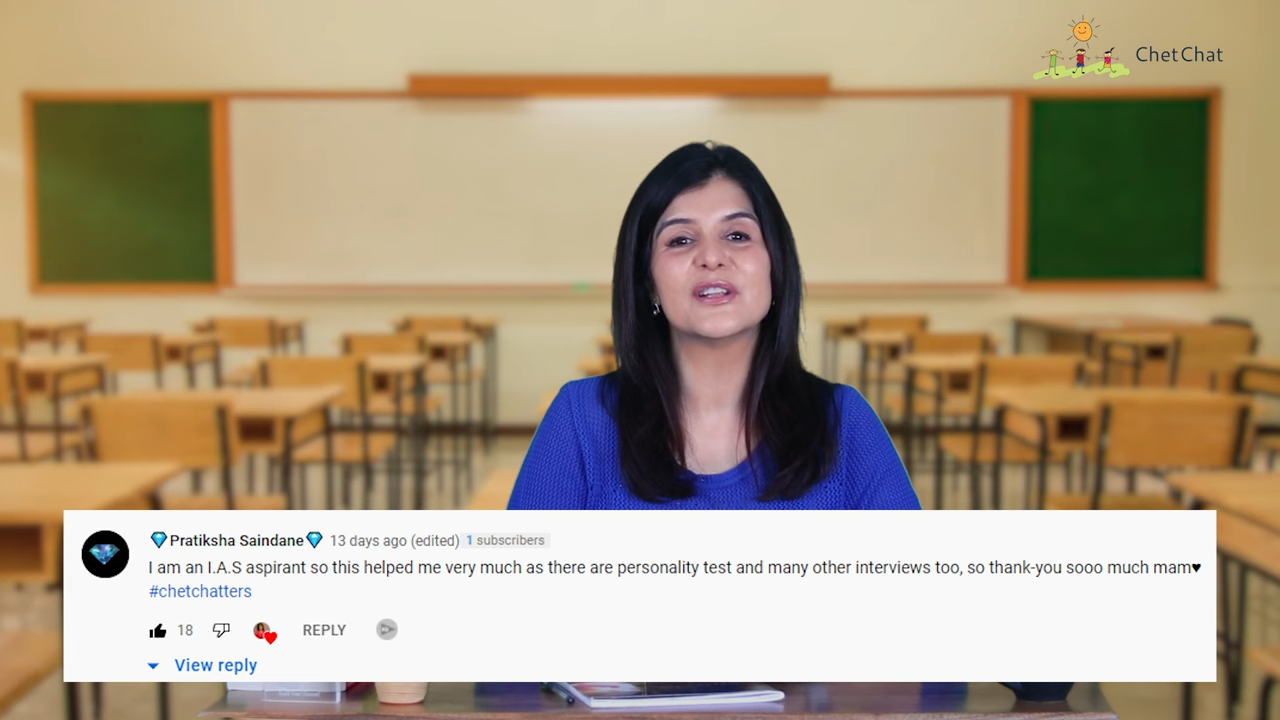 ChetChat
Pratiksha Saindane 13 days ago (edited) 1 subscribers
I am an I.A.S aspirant so this helped me very much as there are personality test and many other interviews too, so thank-you sooo much mam♥
#chetchatters
18 REPLY
View reply